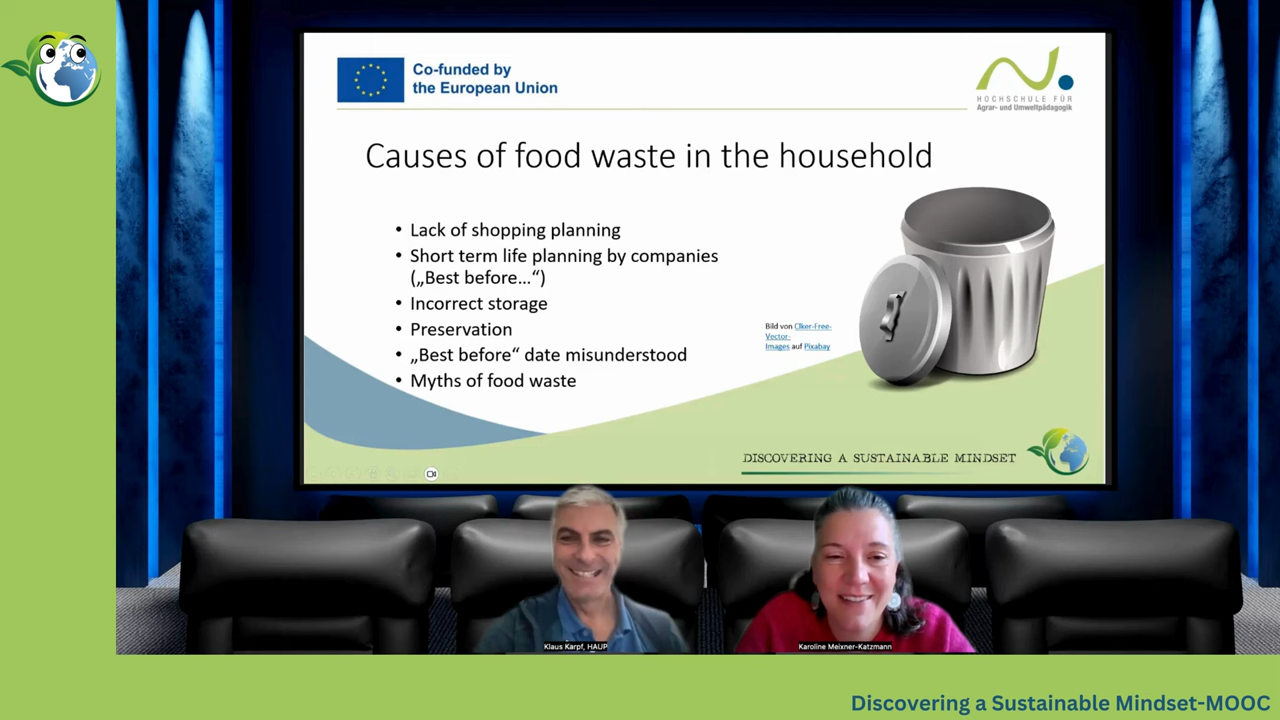 Co-funded by
the European Union
HOCHSCHULE FÜR
Agrar- und Umweltpädagogik
Causes of food waste in the household
• Lack of shopping planning
• Short term life planning by companies
(„Best before…“)
• Incorrect storage
• Preservation
• „Best before“ date misunderstood
• Myths of food waste
Bild von Clker-Free-
Vector-
Images auf Pixabay
DISCOVERING A SUSTAINABLE MINDSET
Klaus Karpf, HAUP
Karoline Meixner-Katzmann
Discovering a Sustainable Mindset-MOOC